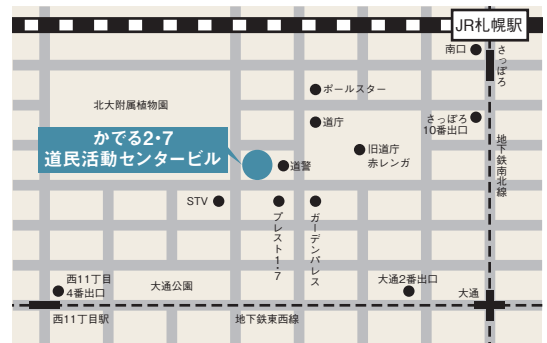 JR札幌駅
南口
さっぽろ
ポールスター
北大附属植物園
さっぽろ
10番出口
道庁
かでる2・7
道民活動センタービル
旧道庁
赤レンガ
地下鉄南北線
道警
STV
プレスト1・7
ガーデンパレス
西11丁目
4番出口
大通公園
大通2番出口
大通
西11丁目駅
地下鉄東西線